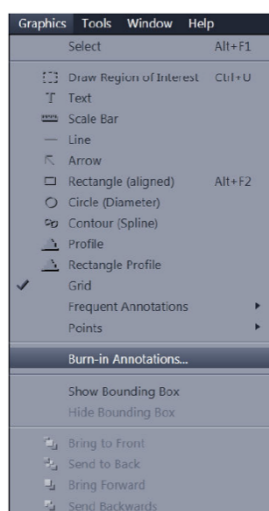 Graphics Tools Window Help
Select Alt+F1
Draw Region of Interest Ctrl+U
Text
Scale Bar
Line
Arrow
Rectangle (aligned) Alt+F2
Circle (Diameter)
Contour (Spline)
Profile
Rectangle Profile
Grid
Frequent Annotations
Points
Burn-in Annotations...
Show Bounding Box
Hide Bounding Box
Bring to Front
Send to Back
Bring Forward
Send Backwards